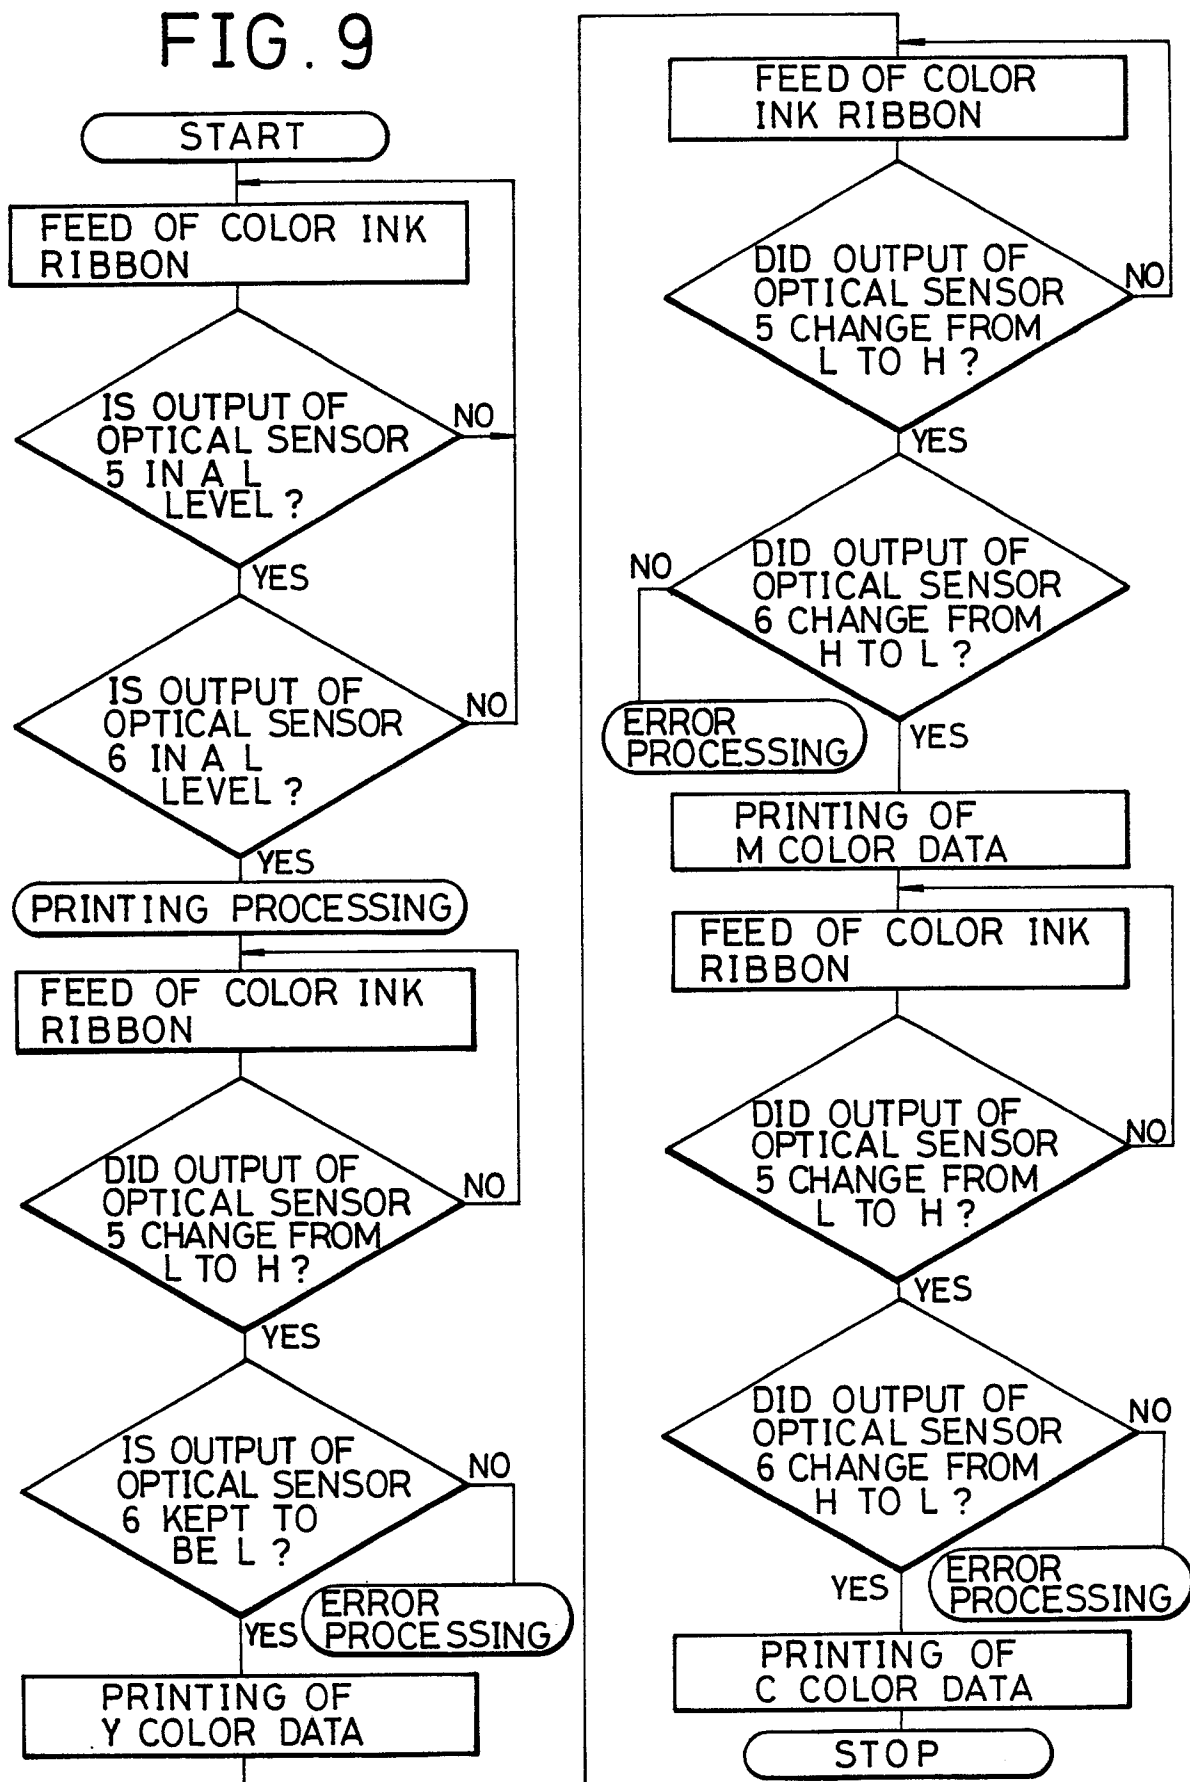 FIG. 9
START
FEED OF COLOR INK
RIBBON
IS OUTPUT OF
OPTICAL SENSOR
5 IN A L
LEVEL ?
NO
YES
IS OUTPUT OF
OPTICAL SENSOR
6 IN A L
LEVEL ?
NO
YES
PRINTING PROCESSING
FEED OF COLOR INK
RIBBON
DID OUTPUT OF
OPTICAL SENSOR
5 CHANGE FROM
L TO H ?
NO
YES
IS OUTPUT OF
OPTICAL SENSOR
6 KEPT TO
BE L ?
NO
ERROR
PROCESSING
YES
PRINTING OF
Y COLOR DATA
FEED OF COLOR
INK RIBBON
DID OUTPUT OF
OPTICAL SENSOR
5 CHANGE FROM
L TO H ?
NO
YES
DID OUTPUT OF
OPTICAL SENSOR
6 CHANGE FROM
H TO L ?
NO
ERROR
PROCESSING
YES
PRINTING OF
M COLOR DATA
FEED OF COLOR INK
RIBBON
DID OUTPUT OF
OPTICAL SENSOR
5 CHANGE FROM
L TO H ?
NO
YES
DID OUTPUT OF
OPTICAL SENSOR
6 CHANGE FROM
H TO L ?
NO
ERROR
PROCESSING
YES
PRINTING OF
C COLOR DATA
STOP